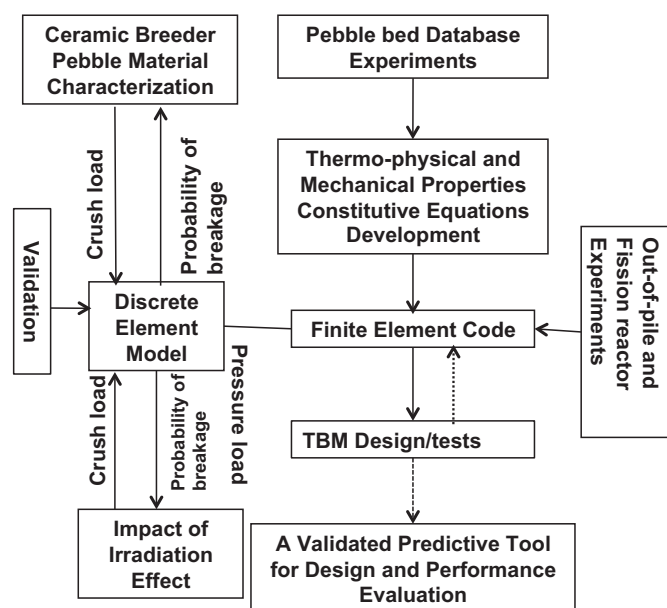 Ceramic Breeder
Pebble Material
Characterization
Pebble bed Database
Experiments
Crush load
Probability of
breakage
Thermo-physical and
Mechanical Properties
Constitutive Equations
Development
Validation
Discrete
Element
Model
Finite Element Code
Out-of-pile and
Fission reactor
Experiments
Crush load
Probability of
breakage
Pressure load
TBM Design/tests
Impact of
Irradiation
Effect
A Validated Predictive Tool
for Design and Performance
Evaluation